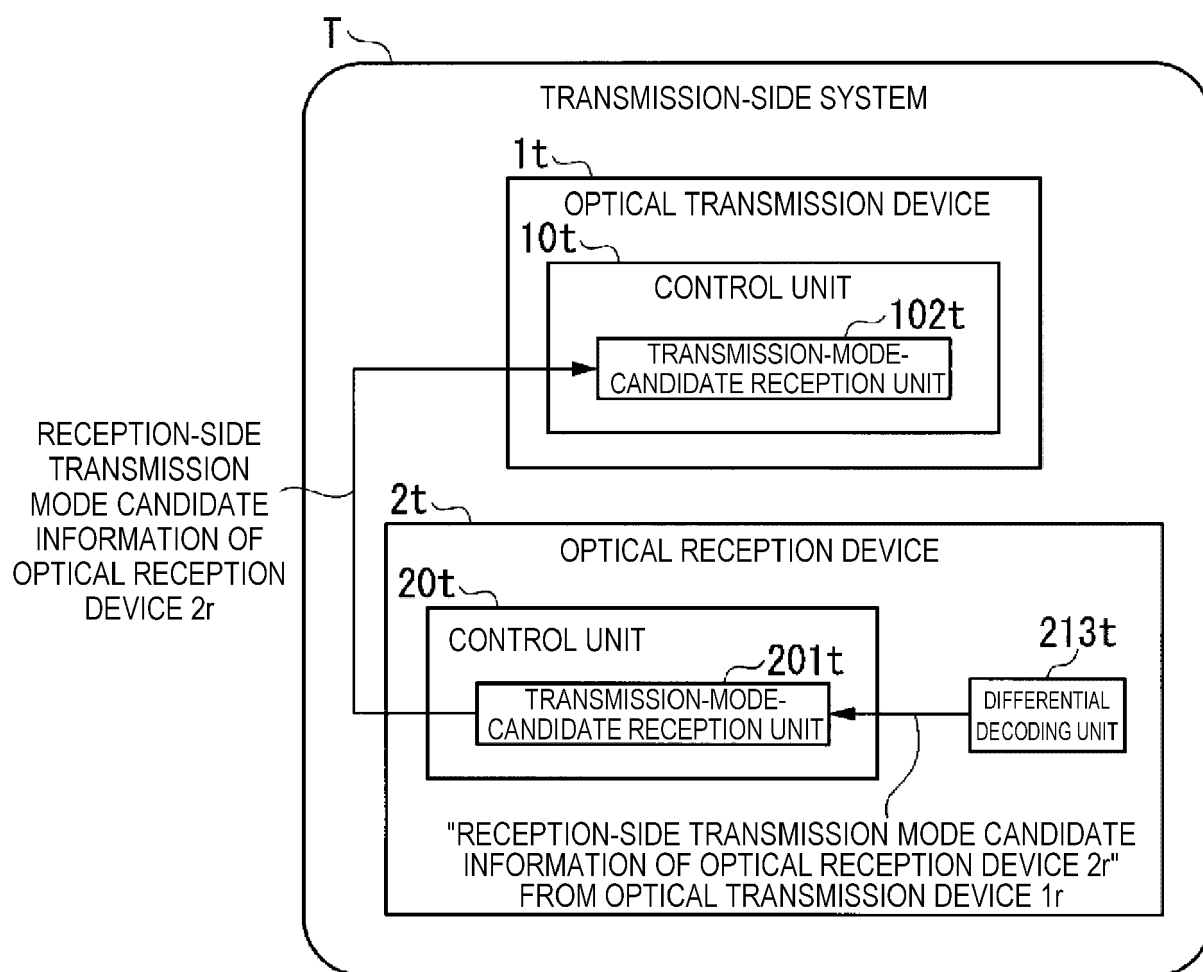 T
TRANSMISSION-SIDE SYSTEM
1t
OPTICAL TRANSMISSION DEVICE
10t
CONTROL UNIT
102t
TRANSMISSION-MODE-
CANDIDATE RECEPTION UNIT
RECEPTION-SIDE
TRANSMISSION
MODE CANDIDATE
INFORMATION OF
OPTICAL RECEPTION
DEVICE 2r
2t
OPTICAL RECEPTION DEVICE
20t
CONTROL UNIT
201t
TRANSMISSION-MODE-
CANDIDATE RECEPTION UNIT
213t
DIFFERENTIAL
DECODING UNIT
"RECEPTION-SIDE TRANSMISSION MODE CANDIDATE
INFORMATION OF OPTICAL RECEPTION DEVICE 2r"
FROM OPTICAL TRANSMISSION DEVICE 1r